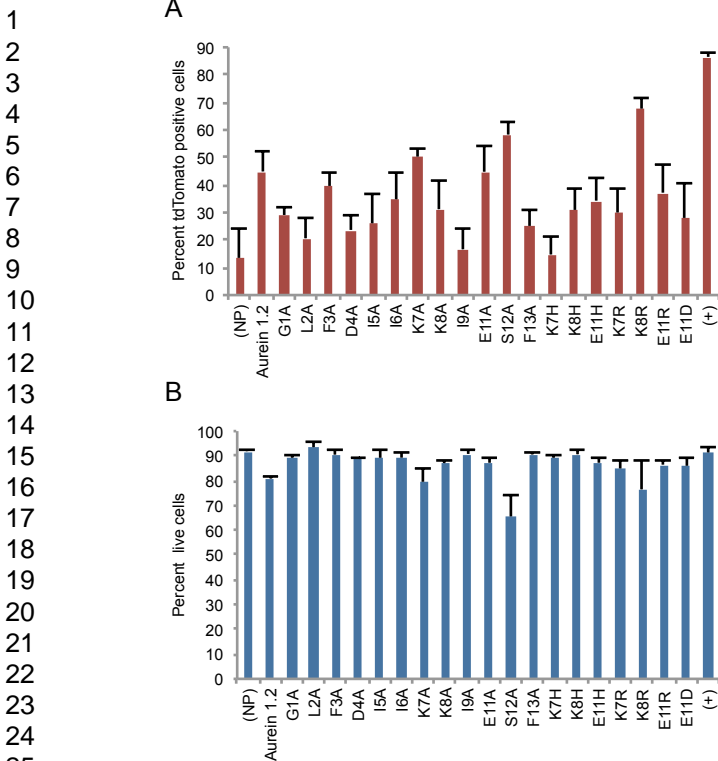 1
2
3
4
5
6
7
8
9
10
11
12
13
14
15
16
17
18
19
20
21
22
23
24
A
Percent tdTomato positive cells
90
80
70
60
50
40
30
20
10
0
(NP)
Aurein 1.2
G1A
L2A
F3A
D4A
I5A
I6A
K7A
K8A
I9A
E11A
S12A
F13A
K7H
K8H
E11H
K7R
K8R
E11R
E11D
(+)
B
Percent live cells
100
90
80
70
60
50
40
30
20
10
0
(NP)
Aurein 1.2
G1A
L2A
F3A
D4A
I5A
I6A
K7A
K8A
I9A
E11A
S12A
F13A
K7H
K8H
E11H
K7R
K8R
E11R
E11D
(+)